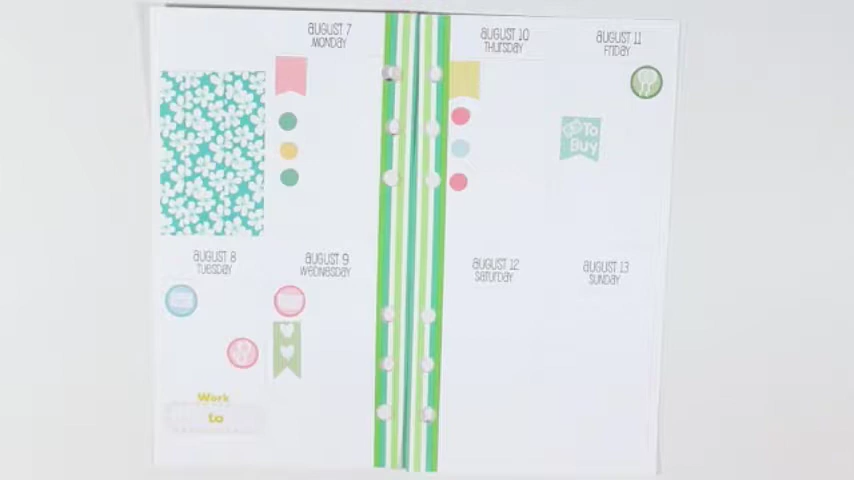 AUGUST 7
MONDAY
AUGUST 8
TUESDAY
Work
to
AUGUST 9
WEDNESDAY
AUGUST 10
THURSDAY
AUGUST 11
FRIDAY
To
Buy
AUGUST 12
SATURDAY
AUGUST 13
SUNDAY